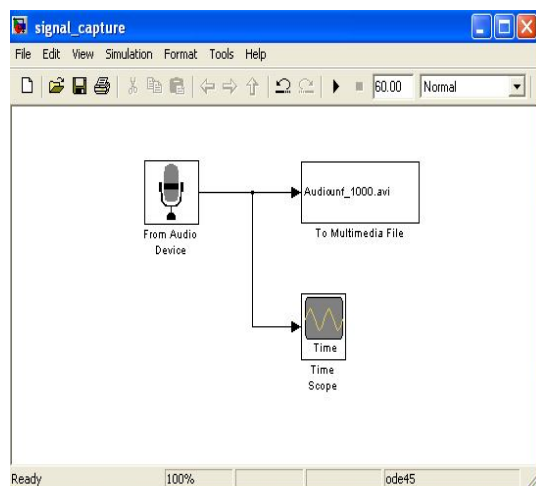 signal_capture
File Edit View Simulation Format Tools Help
60.00 Normal
Audiounf_1000.avi
From Audio
Device
To Multimedia File
Time
Time
Scope
Ready 100% ode45